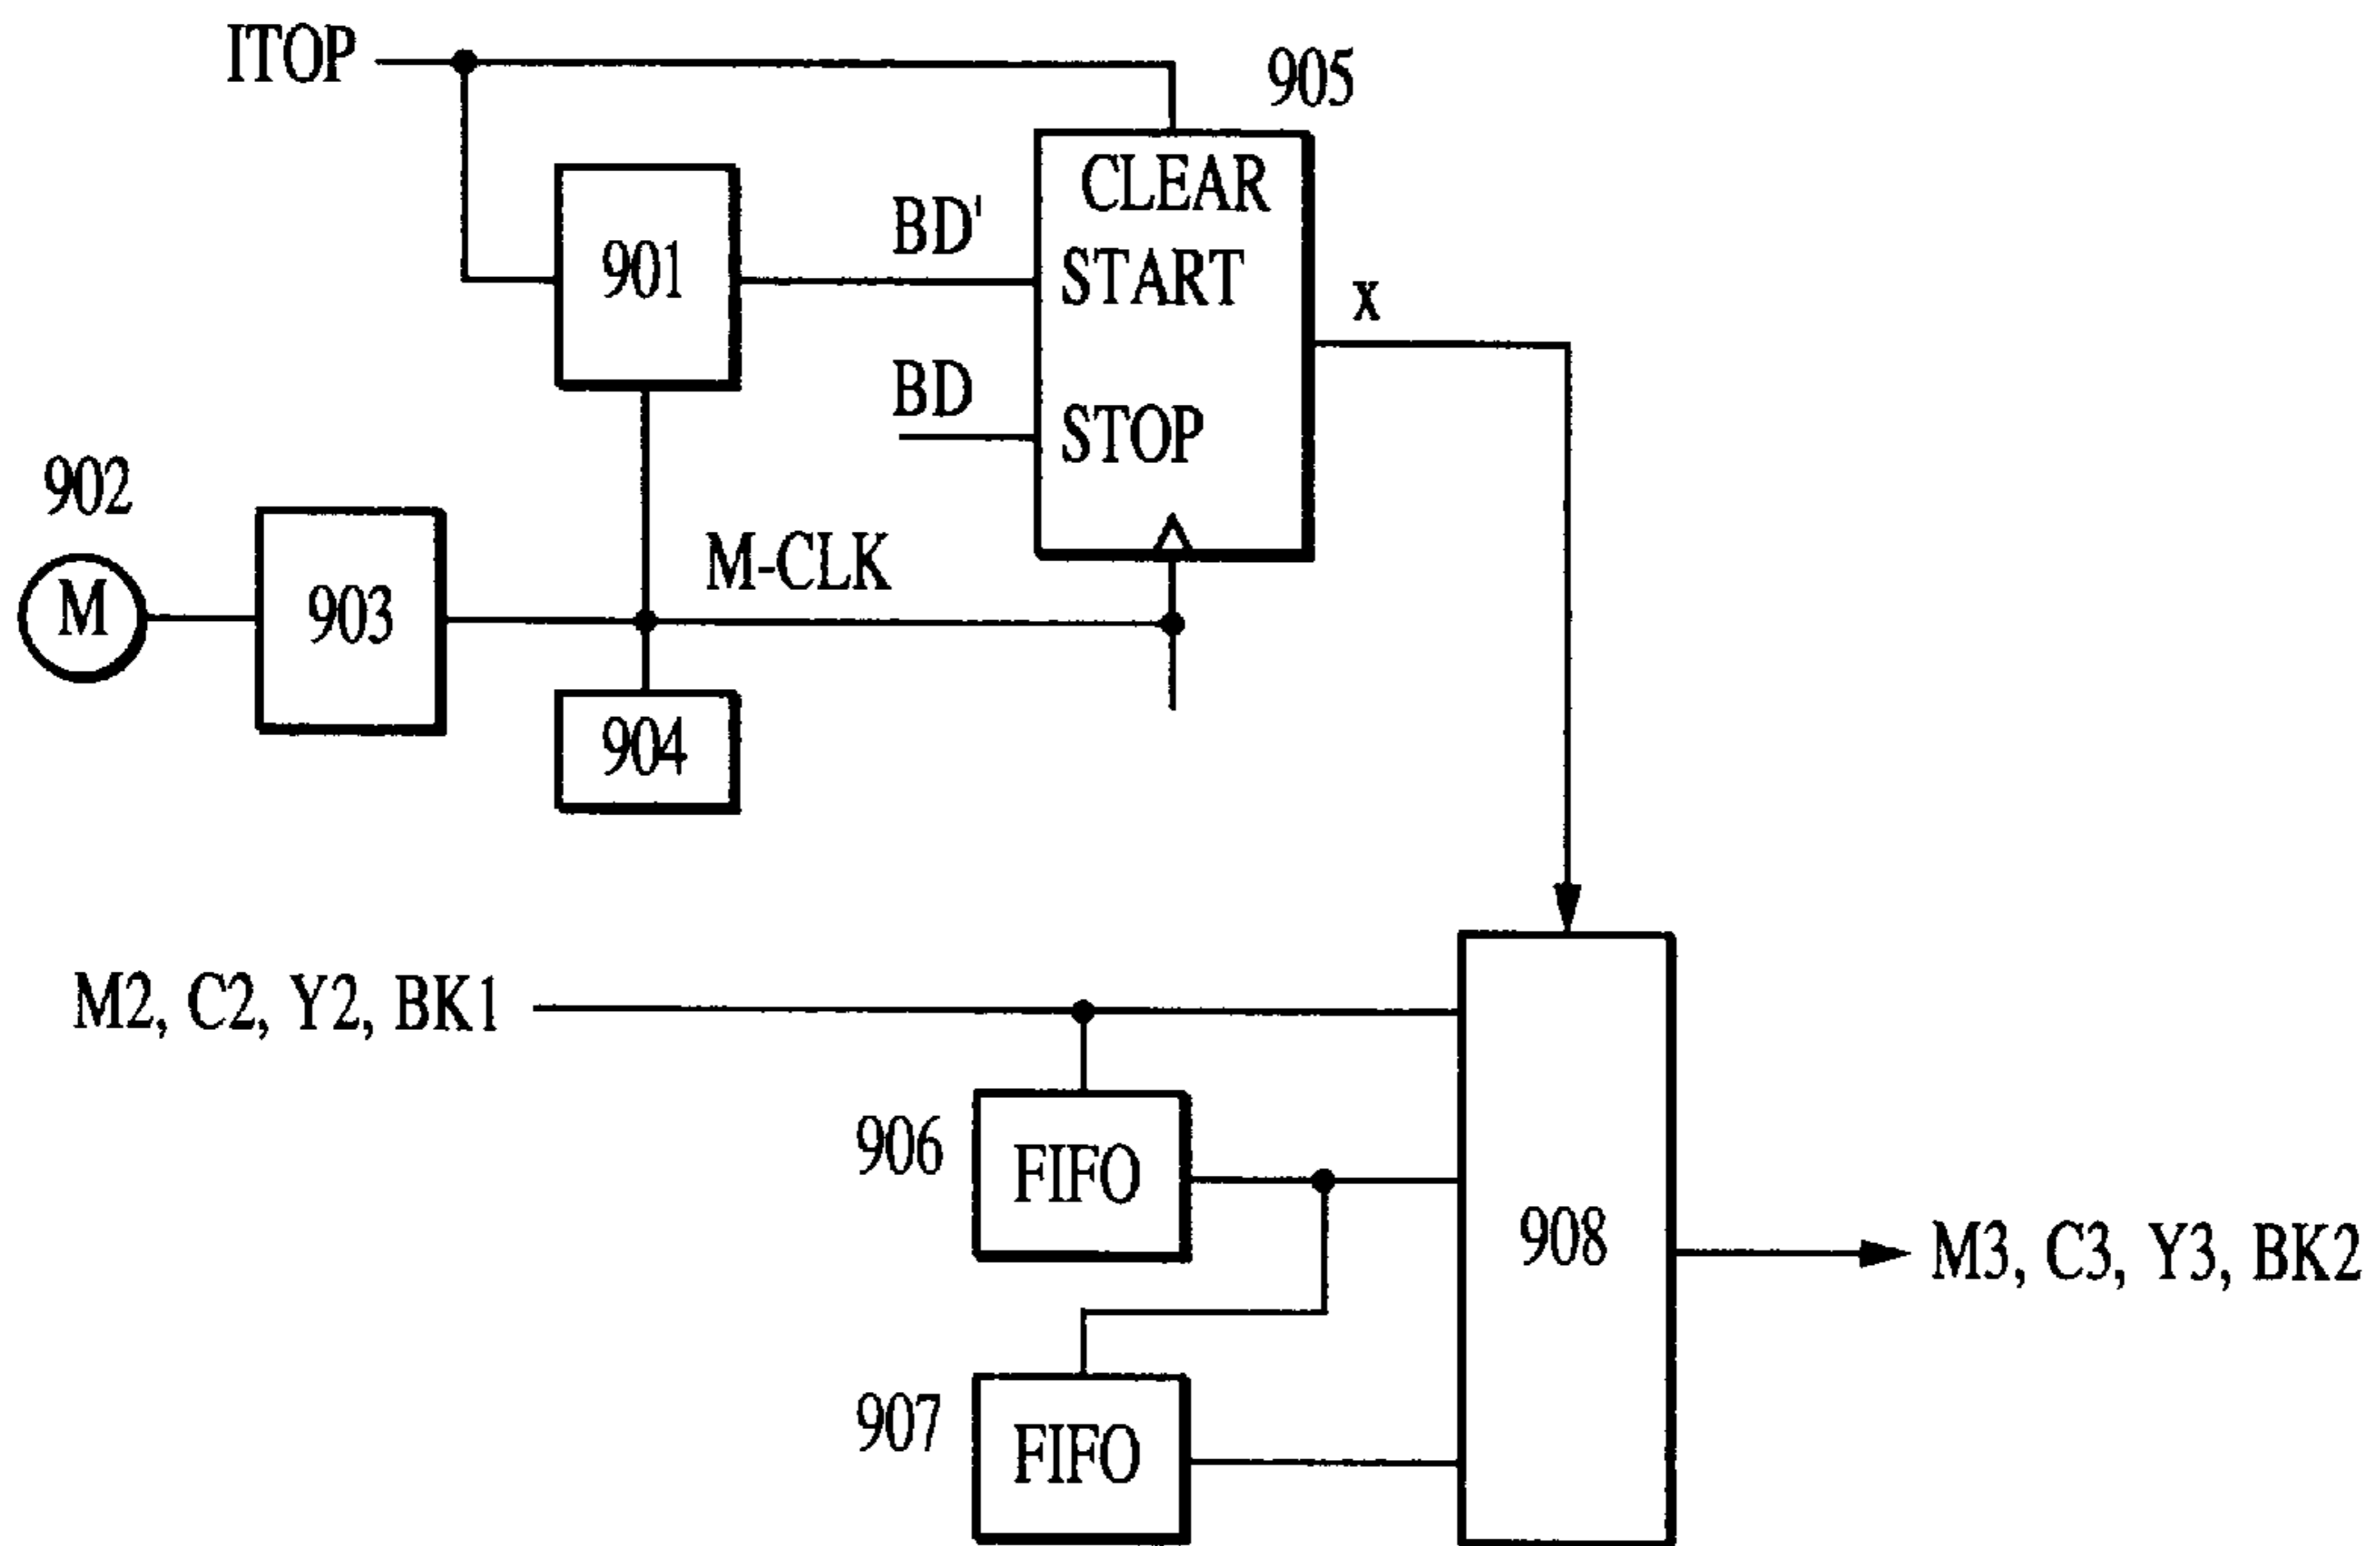 ITOP
905
CLEAR
901
BD'
START
x
BD
STOP
902
M
903
M-CLK
904
M2, C2, Y2, BK1
906
FIFO
908
M3, C3, Y3, BK2
907
FIFO